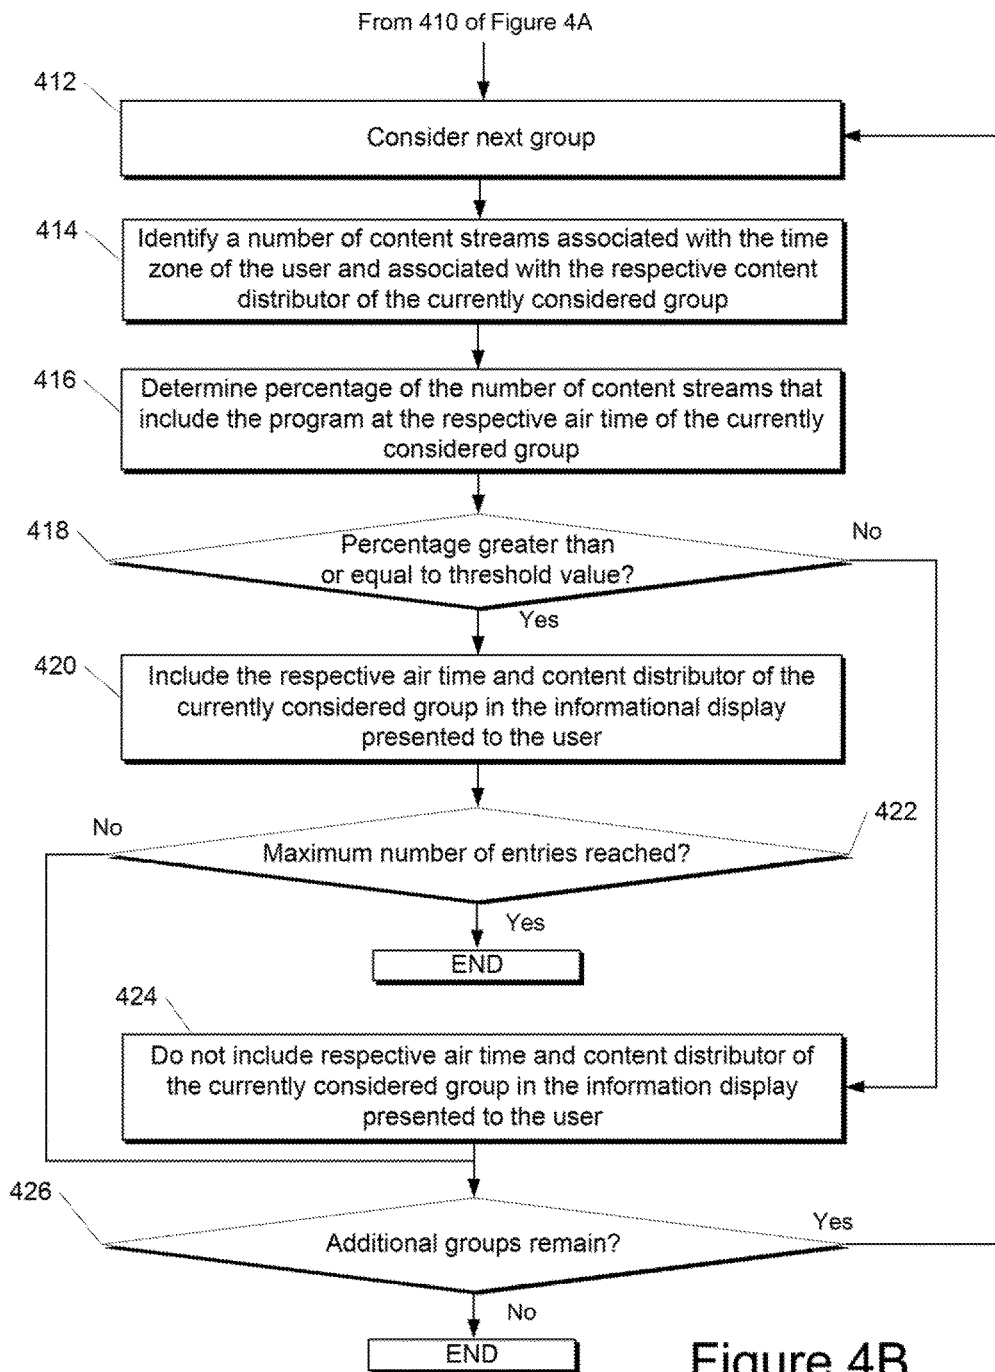 From 410 of Figure 4A
412
Consider next group
414
Identify a number of content streams associated with the time
zone of the user and associated with the respective content
distributor of the currently considered group
416
Determine percentage of the number of content streams that
include the program at the respective air time of the currently
considered group
418
Percentage greater than
or equal to threshold value?
No
Yes
420
Include the respective air time and content distributor of the
currently considered group in the informational display
presented to the user
422
No
Maximum number of entries reached?
Yes
END
424
Do not include respective air time and content distributor of
the currently considered group in the information display
presented to the user
426
Additional groups remain?
Yes
No
END
Figure 4B